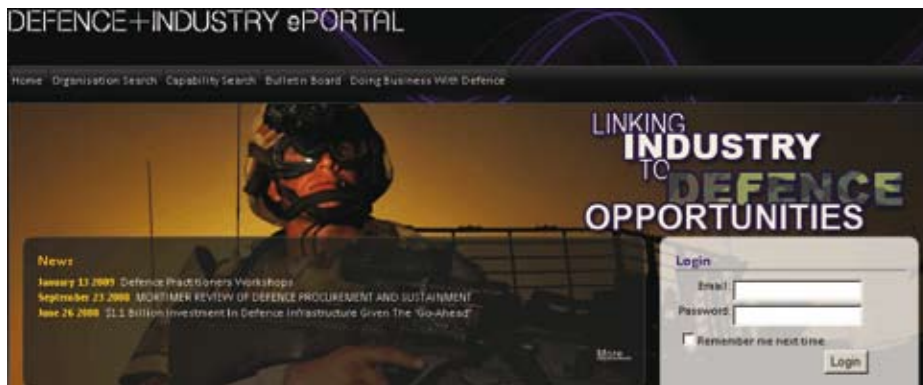 DEFENCE+INDUSTRY ePORTAL
Home Organisation Search Capability Search Bulletin Board Doing Business With Defence
LINKING
INDUSTRY
TO
DEFENCE
OPPORTUNITIES
News
January 13 2009 Defence Practitioners Workshops
September 23 2008 MORTIMER REVIEW OF DEFENCE PROCUREMENT AND SUSTAINMENT
June 26 2008 $1.1 Billion Investment In Defence Infrastructure Given The 'Go-Ahead'
More...
Login
Email:
Password:
Remember me next time.
Login